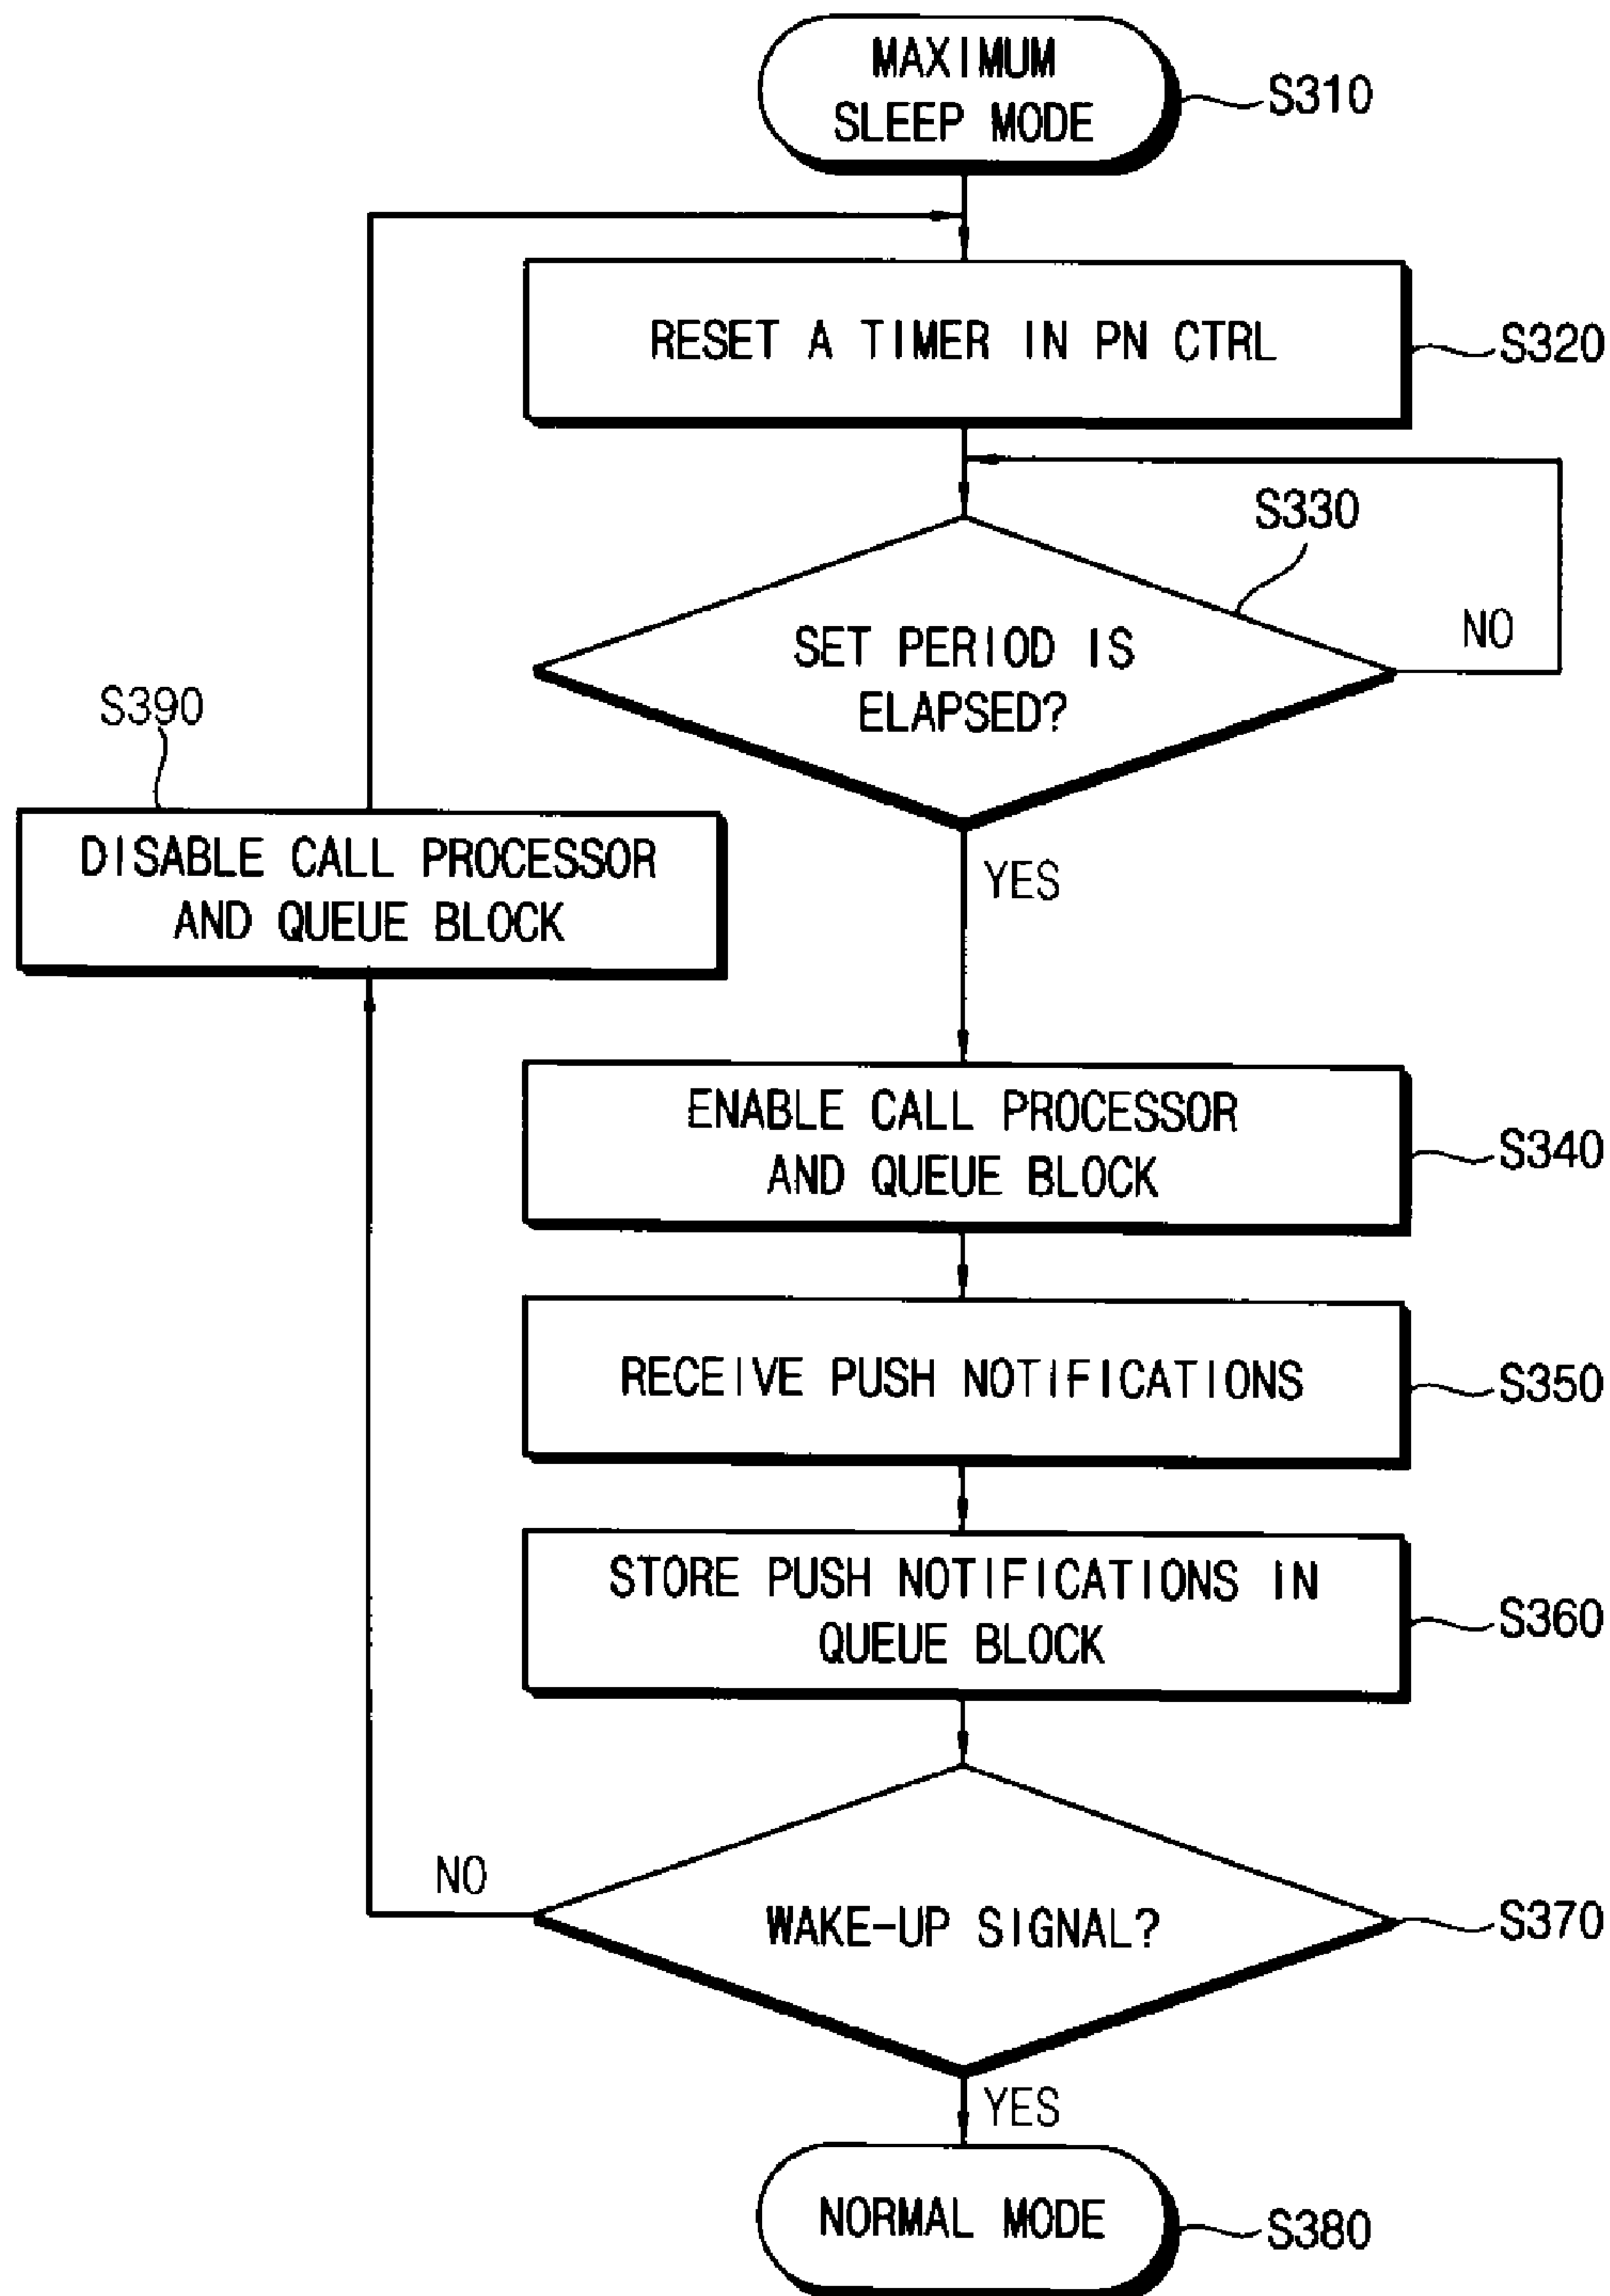 MAXIMUM
SLEEP MODE
S310
RESET A TIMER IN PN CTRL
S320
S330
SET PERIOD IS
ELAPSED?
NO
YES
S390
DISABLE CALL PROCESSOR
AND QUEUE BLOCK
ENABLE CALL PROCESSOR
AND QUEUE BLOCK
S340
RECEIVE PUSH NOTIFICATIONS
S350
STORE PUSH NOTIFICATIONS IN
QUEUE BLOCK
S360
NO
WAKE-UP SIGNAL?
S370
YES
NORMAL MODE
S380